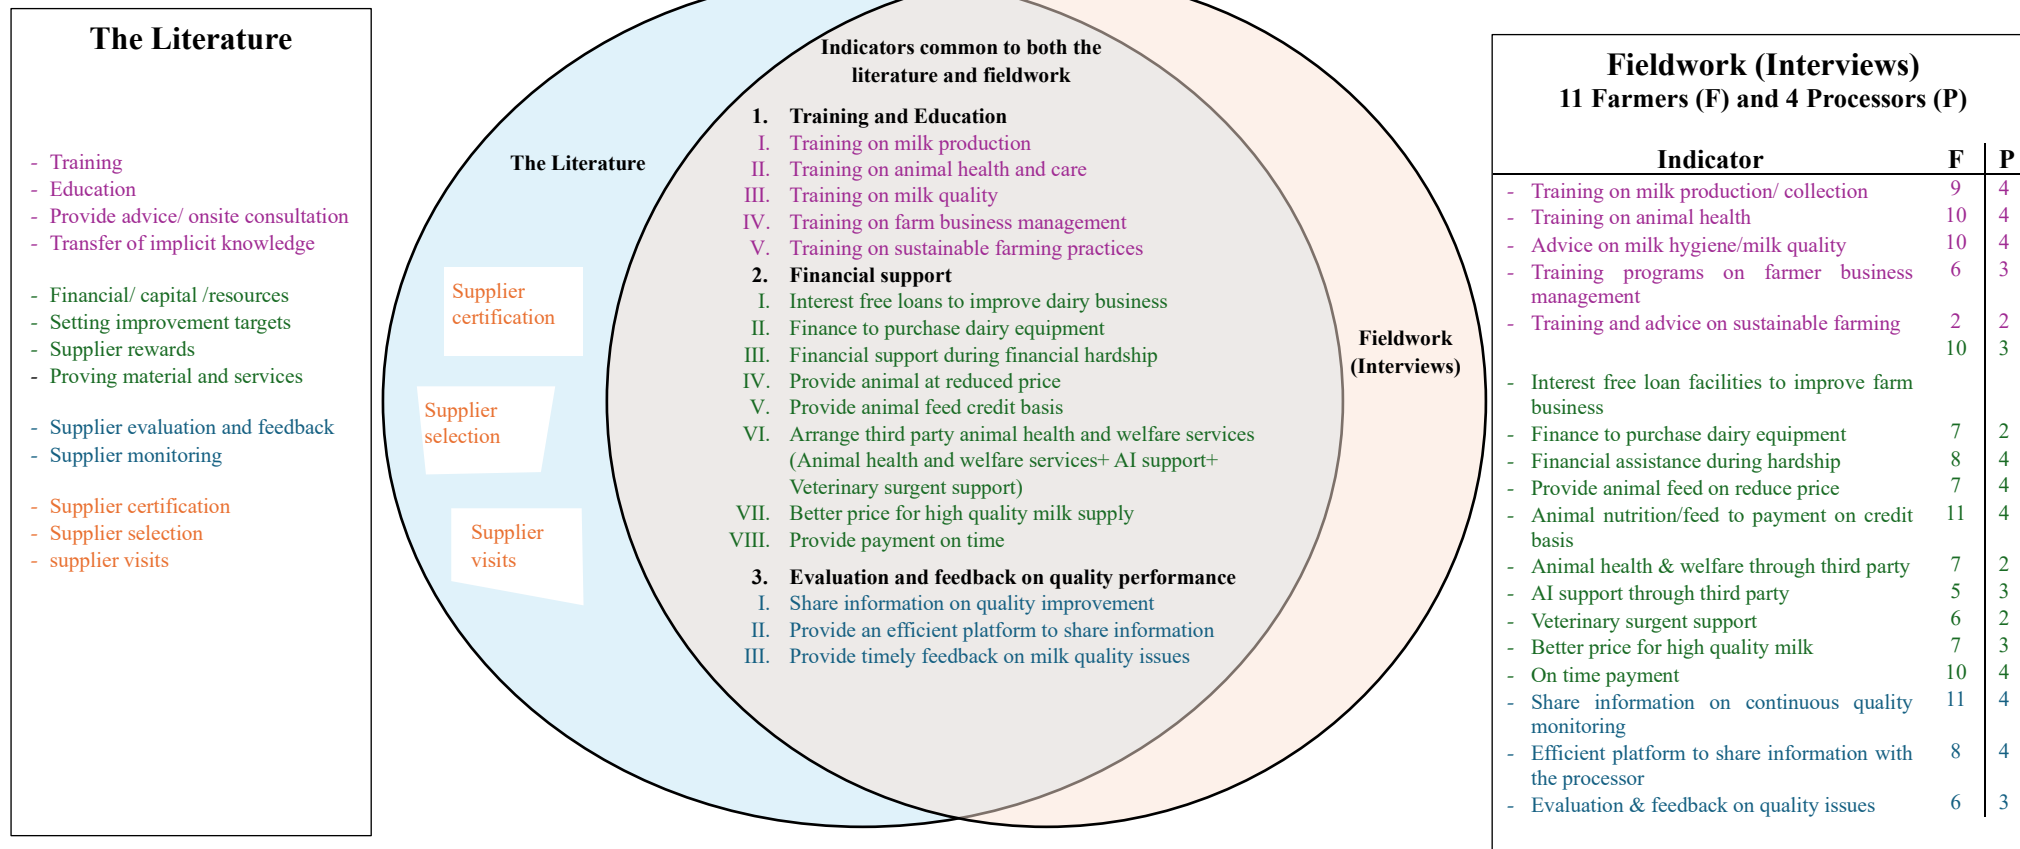 The Literature
- Training
- Education
- Provide advice/ onsite consultation
- Transfer of implicit knowledge
- Financial/ capital /resources
- Setting improvement targets
- Supplier rewards
- Proving material and services
- Supplier evaluation and feedback
- Supplier monitoring
- Supplier certification
- Supplier selection
- supplier visits
The Literature
Supplier
certification
Supplier
selection
Supplier
visits
Indicators common to both the
literature and fieldwork
1. Training and Education
I. Training on milk production
II. Training on animal health and care
III. Training on milk quality
IV. Training on farm business management
V. Training on sustainable farming practices
2. Financial support
I. Interest free loans to improve dairy business
II. Finance to purchase dairy equipment
III. Financial support during financial hardship
IV. Provide animal at reduced price
V. Provide animal feed credit basis
VI. Arrange third party animal health and welfare services
(Animal health and welfare services+ AI support+
Veterinary surgent support)
VII. Better price for high quality milk supply
VIII. Provide payment on time
3. Evaluation and feedback on quality performance
I. Share information on quality improvement
II. Provide an efficient platform to share information
III. Provide timely feedback on milk quality issues
Fieldwork
(Interviews)
Fieldwork (Interviews)
11 Farmers (F) and 4 Processors (P)
Indicator F P
- Training on milk production/ collection 9 4
- Training on animal health 10 4
- Advice on milk hygiene/milk quality 10 4
- Training programs on farmer business 6 3
management
- Training and advice on sustainable farming 2 2
10 3
- Interest free loan facilities to improve farm
business
- Finance to purchase dairy equipment 7 2
- Financial assistance during hardship 8 4
- Provide animal feed on reduce price 7 4
- Animal nutrition/feed to payment on credit 11 4
basis
- Animal health & welfare through third party 7 2
- AI support through third party 5 3
- Veterinary surgent support 6 2
- Better price for high quality milk 7 3
- On time payment 10 4
- Share information on continuous quality 11 4
monitoring
- Efficient platform to share information with 8 4
the processor
- Evaluation & feedback on quality issues 6 3